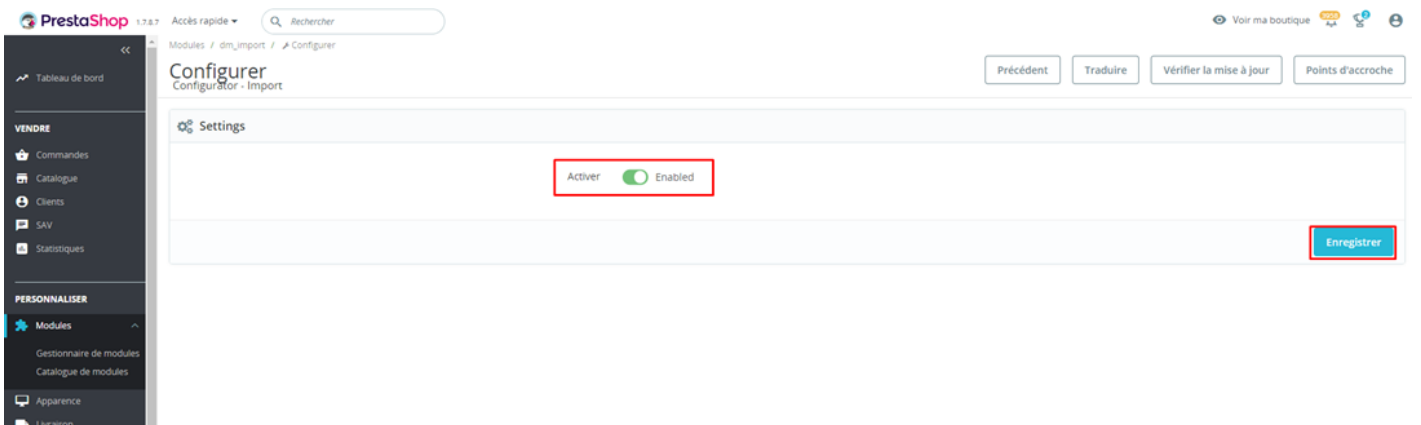 PrestaShop 1.7.8.7 Accès rapide Rechercher Voir ma boutique
Modules / dm_import / Configurer
Configurer
Configurator - Import
Précédent Traduire Vérifier la mise à jour Points d'accroche
Tableau de bord
Settings
VENDRE
Commandes
Catalogue
Clients
SAV
Statistiques
Activer Enabled
Enregistrer
PERSONNALISER
Modules
Gestionnaire de modules
Catalogue de modules
Apparence
Livraison